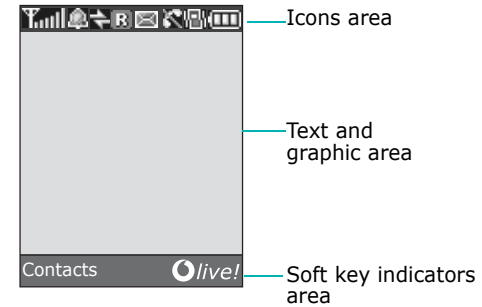 R
Icons area
Text and
graphic area
Contacts
live!
Soft key indicators
area